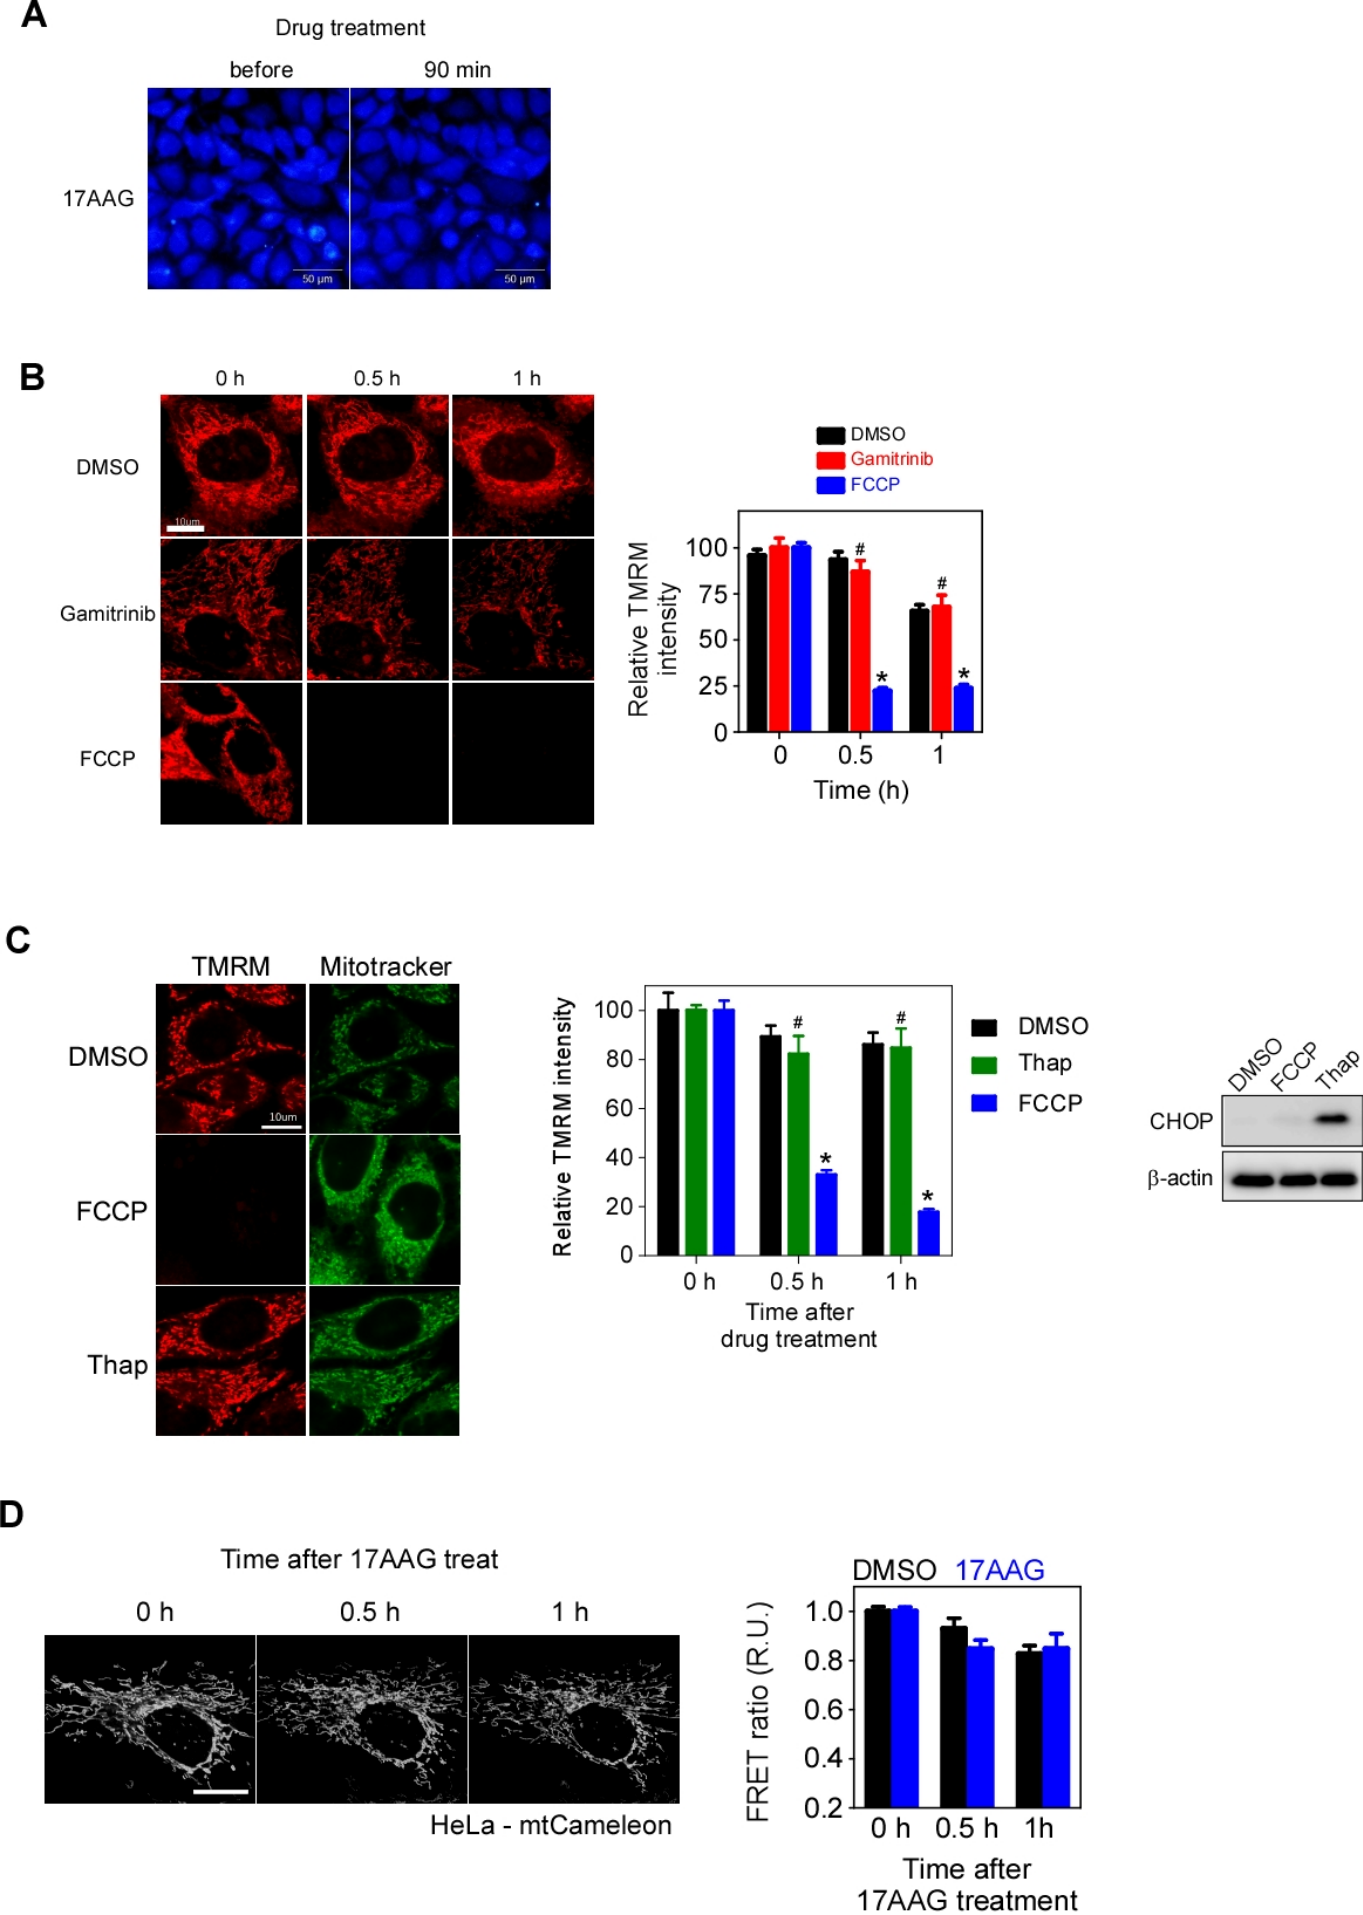 A
Drug treatment
before 90 min
17AAG
50 µm 50 µm
B
0 h 0.5 h 1 h
DMSO
10um
Gamitrinib
FCCP
DMSO
Gamitrinib
FCCP
Relative TMRM
intensity
100
75
50
25
0
# # * *
0 0.5 1
Time (h)
C
TMRM Mitotracker
DMSO
10um
FCCP
Thap
Relative TMRM intensity
100
80
60
40
20
0
# # * *
0 h 0.5 h 1 h
Time after
drug treatment
DMSO
Thap
FCCP
DMSO FCCP Thap
CHOP
β-actin
D
Time after 17AAG treat
0 h 0.5 h 1 h
HeLa - mtCameleon
DMSO 17AAG
FRET ratio (R.U.)
1.0
0.8
0.6
0.4
0.2
0 h 0.5 h 1h
Time after
17AAG treatment